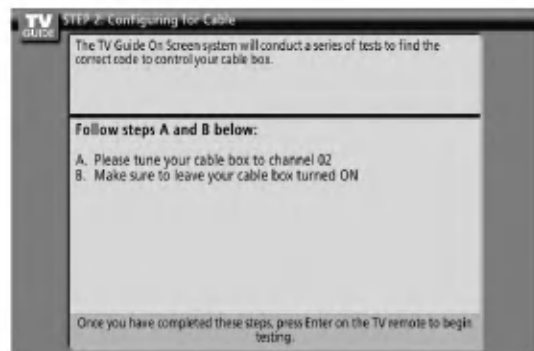 TV
GUIDE
STEP 2: Configuring for Cable
The TV Guide On Screen system will conduct a series of tests to find the
correct code to control your cable box.
Follow steps A and B below:
A. Please tune your cable box to channel 02
B. Make sure to leave your cable box turned ON
Once you have completed these steps, press Enter on the TV remote to begin
testing.